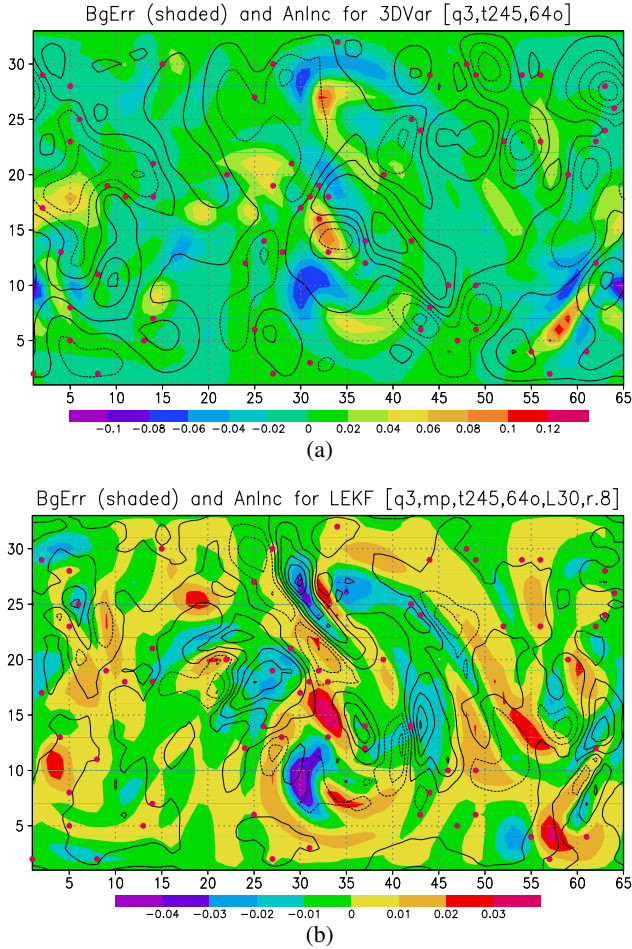 BgErr (shaded) and AnInc for 3DVar [q3,t245,64o]
30
25
20
15
10
5
5 10 15 20 25 30 35 40 45 50 55 60 65
-0.1 -0.08 -0.06 -0.04 -0.02 0 0.02 0.04 0.06 0.08 0.1 0.12
(a)
BgErr (shaded) and AnInc for LEKF [q3,mp,t245,64o,L30,r.8]
30
25
20
15
10
5
5 10 15 20 25 30 35 40 45 50 55 60 65
-0.04 -0.03 -0.02 -0.01 0 0.01 0.02 0.03
(b)